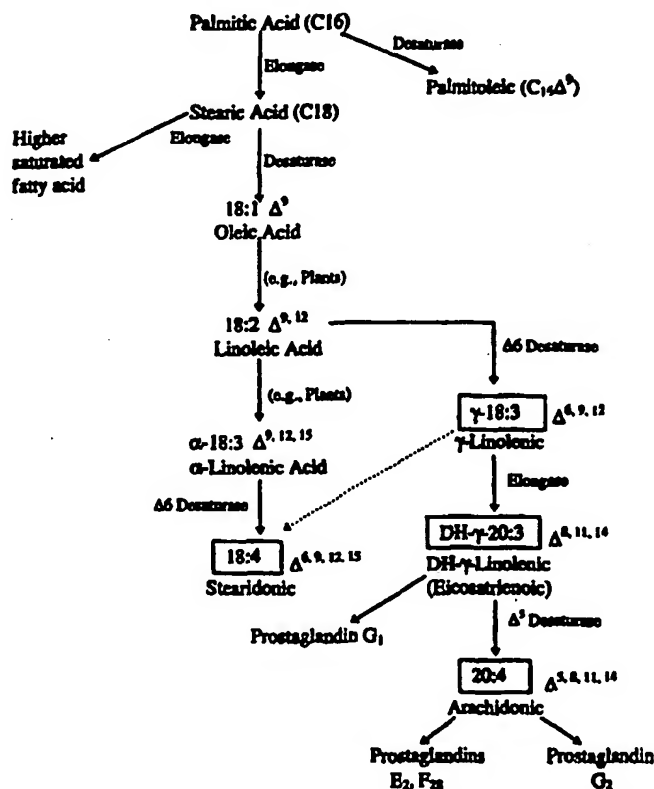 Palmitic Acid (C16)
Desaturase
Elongase
Palmitoleic (C₁₄Δ⁹)
Stearic Acid (C18)
Elongase
Higher
saturated
fatty acid
Desaturase
18:1 Δ⁹
Oleic Acid
(e.g., Plants)
18:2 Δ⁹, ¹²
Linoleic Acid
Δ6 Desaturase
(e.g., Plants)
γ-18:3 Δ⁶, ⁹, ¹²
γ-Linolenic
α-18:3 Δ⁹, ¹², ¹⁵
α-Linolenic Acid
Elongase
Δ6 Desaturase
DH-γ-20:3 Δ⁸, ¹¹, ¹⁴
DH-γ-Linolenic
(Eicosatrienoic)
18:4 Δ⁶, ⁹, ¹², ¹⁵
Stearidonic
Δ⁵ Desaturase
Prostaglandin G₁
20:4 Δ⁵, ⁸, ¹¹, ¹⁴
Arachidonic
Prostaglandins
E₂,
Prostaglandin
G₂